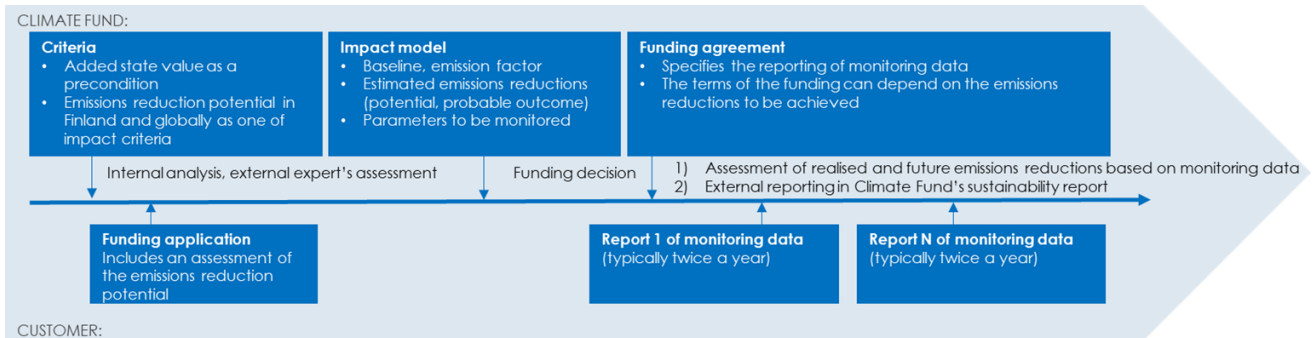 CLIMATE FUND:
Criteria
• Added state value as a
precondition
• Emissions reduction potential in
Finland and globally as one of
impact criteria
Impact model
• Baseline, emission factor
• Estimated emissions reductions
(potential, probable outcome)
• Parameters to be monitored
Funding agreement
• Specifies the reporting of monitoring data
• The terms of the funding can depend on the emissions
reductions to be achieved
Internal analysis, external expert's assessment
Funding decision
1) Assessment of realised and future emissions reductions based on monitoring data
2) External reporting in Climate Fund's sustainability report
Funding application
Includes an assessment of
the emissions reduction
potential
Report 1 of monitoring data
(typically twice a year)
Report N of monitoring data
(typically twice a year)
CUSTOMER: